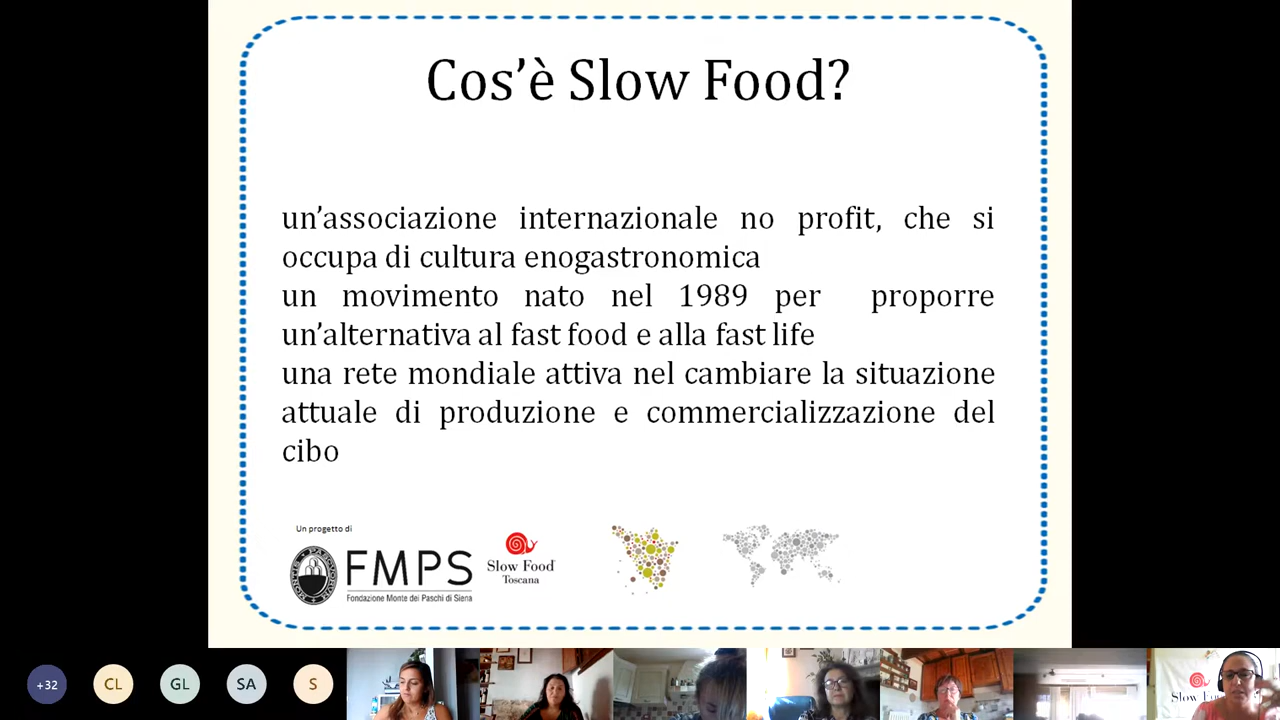 Cos’è Slow Food?
un’associazione internazionale no profit, che si
occupa di cultura enogastronomica
un movimento nato nel 1989 per proporre
un’alternativa al fast food e alla fast life
una rete mondiale attiva nel cambiare la situazione
attuale di produzione e commercializzazione del
cibo
Un progetto di
FMPS
Fondazione Monte dei Paschi di Siena
Slow Food
Toscana
+32
CL
GL
SA
S
Slow